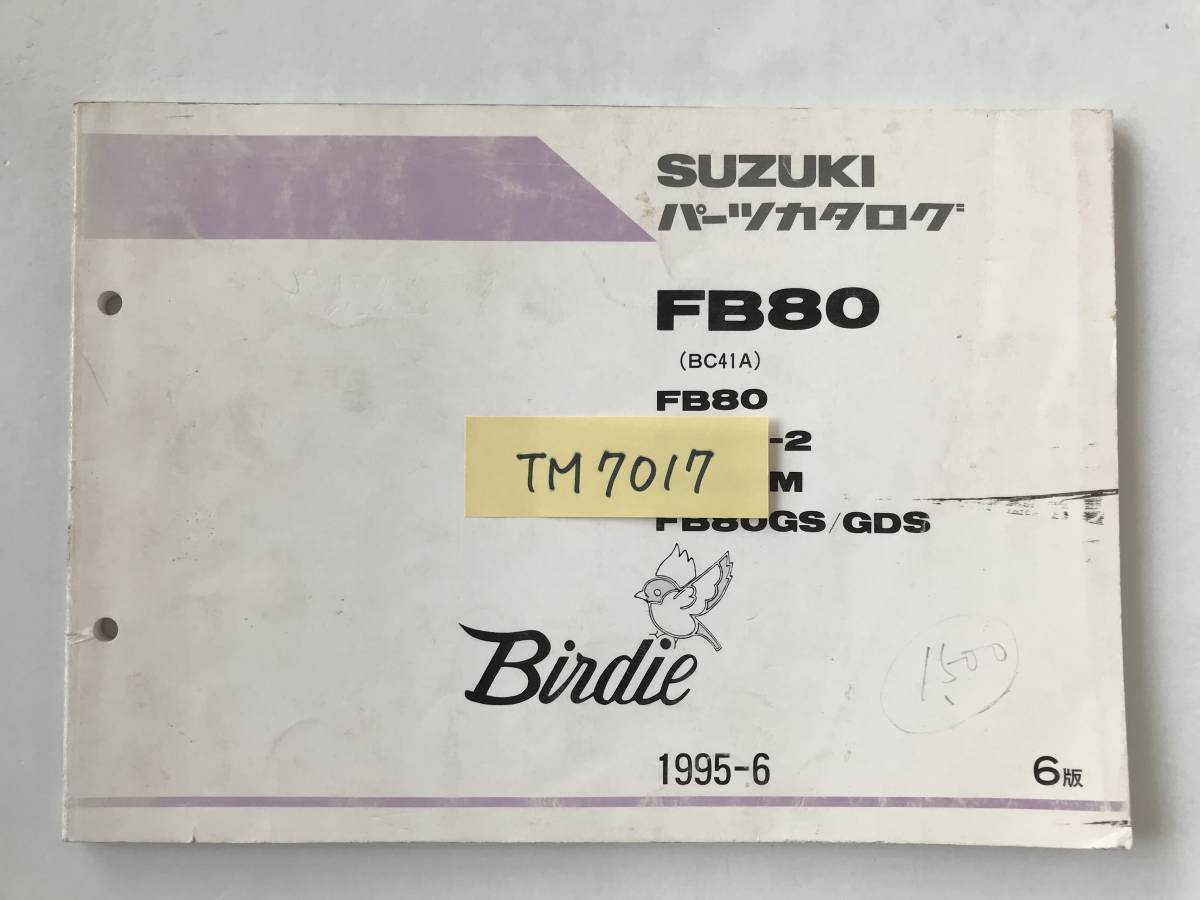 SUZUKI
パーツカタログ
FB80
(BC41A)
FB80
-2
TM7017
M
FB80GS/GDS
Birdie
1500
1995-6
6版